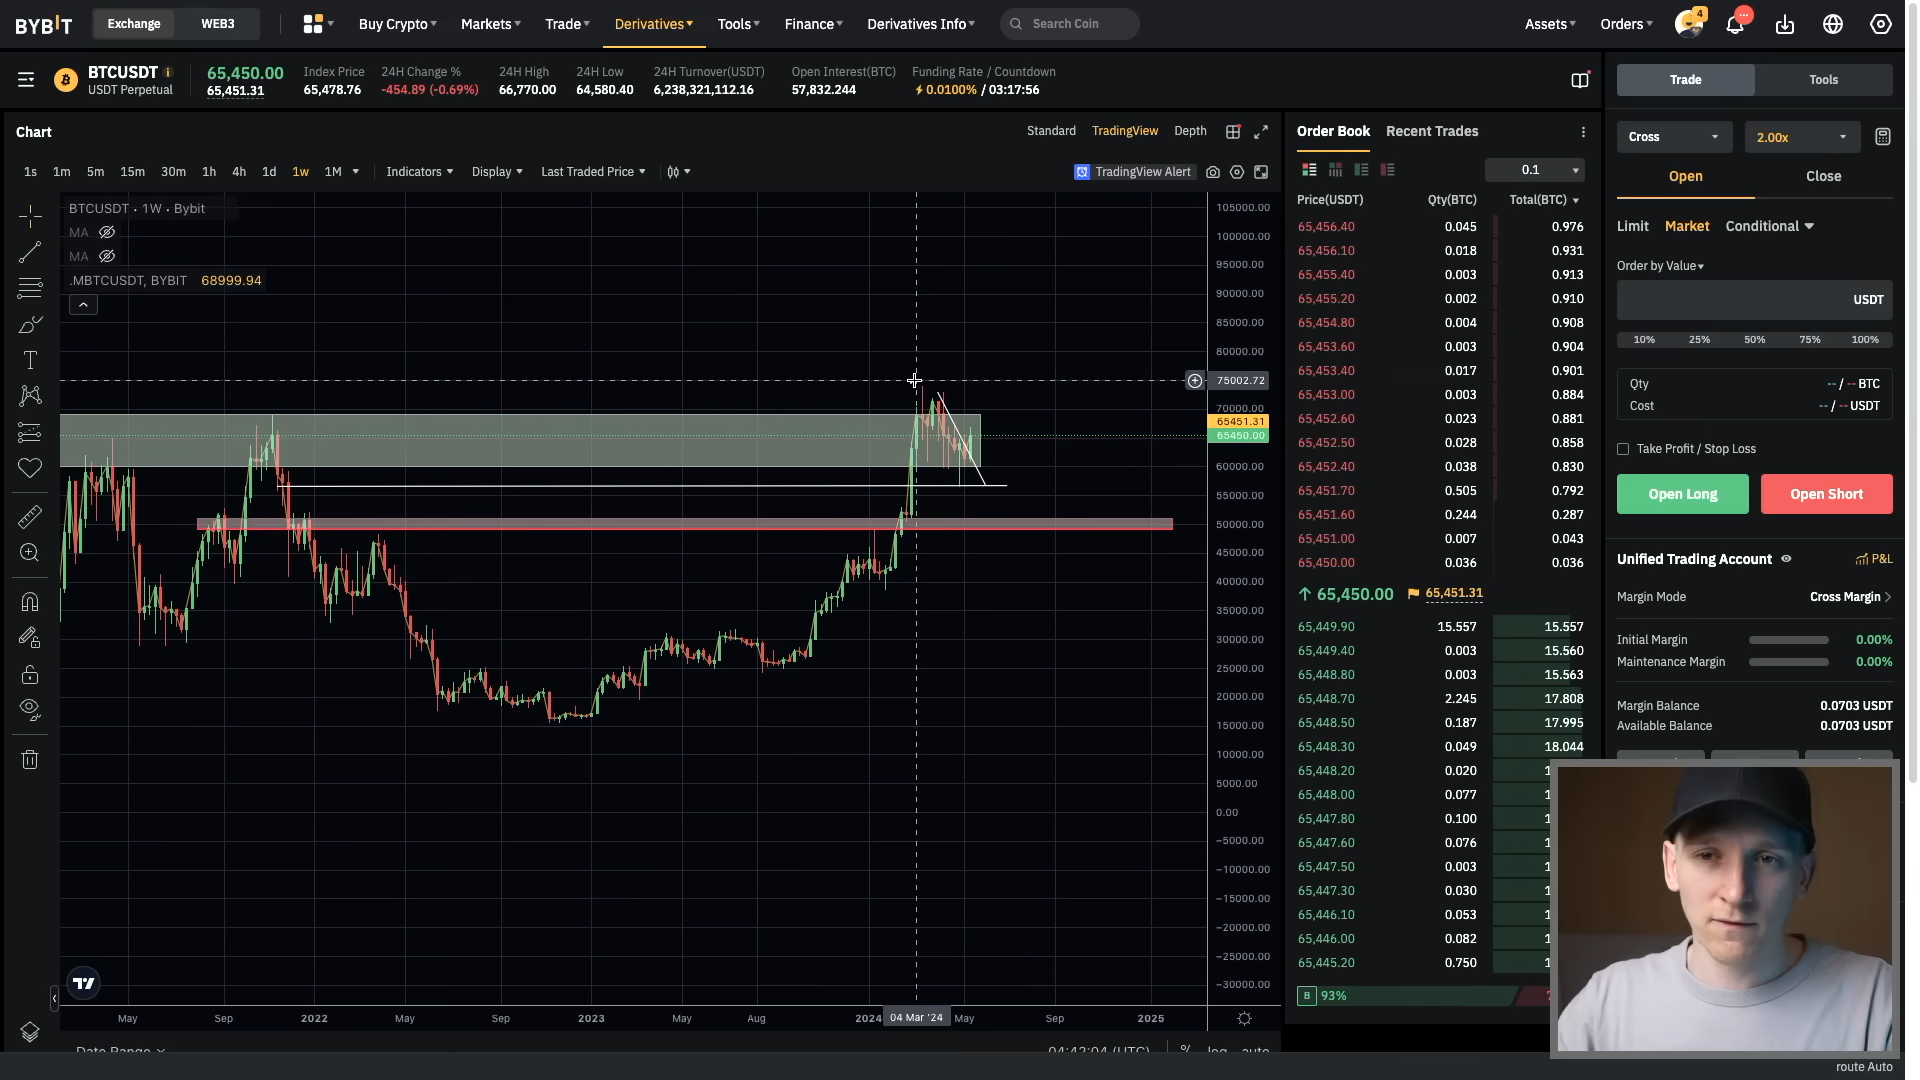 BYBIT Exchange WEB3 Buy Crypto Markets Trade Derivatives Tools Finance Derivatives Info Search Coin Assets Orders 4
BTCUSDT 65,450.00 Index Price 24H Change % 24H High 24H Low 24H Turnover(USDT) Open Interest(BTC) Funding Rate / Countdown
USDT Perpetual 65,451.31 65,478.76 -454.89 (-0.69%) 66,770.00 64,580.40 6,238,321,112.16 57,832.244 0.0100% / 03:17:56
Trade Tools
Chart Standard TradingView Depth
1s 1m 5m 15m 30m 1h 4h 1d 1w 1M Indicators Display Last Traded Price TradingView Alert
BTCUSDT · 1W · Bybit
MA
MA
.MBTCUSDT, BYBIT 68999.94
105000.00
100000.00
95000.00
90000.00
85000.00
80000.00
75002.72
70000.00
65451.31
65450.00
60000.00
55000.00
50000.00
45000.00
40000.00
35000.00
30000.00
25000.00
20000.00
15000.00
10000.00
5000.00
0.00
−5000.00
−10000.00
−15000.00
−20000.00
−25000.00
−30000.00
May Sep 2022 May Sep 2023 May Aug 2024 04 Mar '24 May Sep 2025
Date Range 04:42:04 (UTC) % log auto
Order Book Recent Trades
0.1
Price(USDT) Qty(BTC) Total(BTC)
65,456.40 0.045 0.976
65,456.10 0.018 0.931
65,455.40 0.003 0.913
65,455.20 0.002 0.910
65,454.80 0.004 0.908
65,453.60 0.003 0.904
65,453.40 0.017 0.901
65,453.00 0.003 0.884
65,452.60 0.023 0.881
65,452.50 0.028 0.858
65,452.40 0.038 0.830
65,451.70 0.505 0.792
65,451.60 0.244 0.287
65,451.00 0.007 0.043
65,450.00 0.036 0.036
65,450.00 65,451.31
65,449.90 15.557 15.557
65,449.40 0.003 15.560
65,448.80 0.003 15.563
65,448.70 2.245 17.808
65,448.50 0.187 17.995
65,448.30 0.049 18.044
65,448.20 0.020 1
65,448.00 0.077 1
65,447.80 0.100 1
65,447.60 0.076 1
65,447.50 0.003 1
65,447.30 0.030 1
65,446.10 0.053 1
65,446.00 0.082 1
65,445.20 0.750 1
B 93%
Cross 2.00x
Open Close
Limit Market Conditional
Order by Value
USDT
10% 25% 50% 75% 100%
Qty -- / -- BTC
Cost -- / -- USDT
Take Profit / Stop Loss
Open Long Open Short
Unified Trading Account P&L
Margin Mode Cross Margin
Initial Margin 0.00%
Maintenance Margin 0.00%
Margin Balance 0.0703 USDT
Available Balance 0.0703 USDT
route Auto